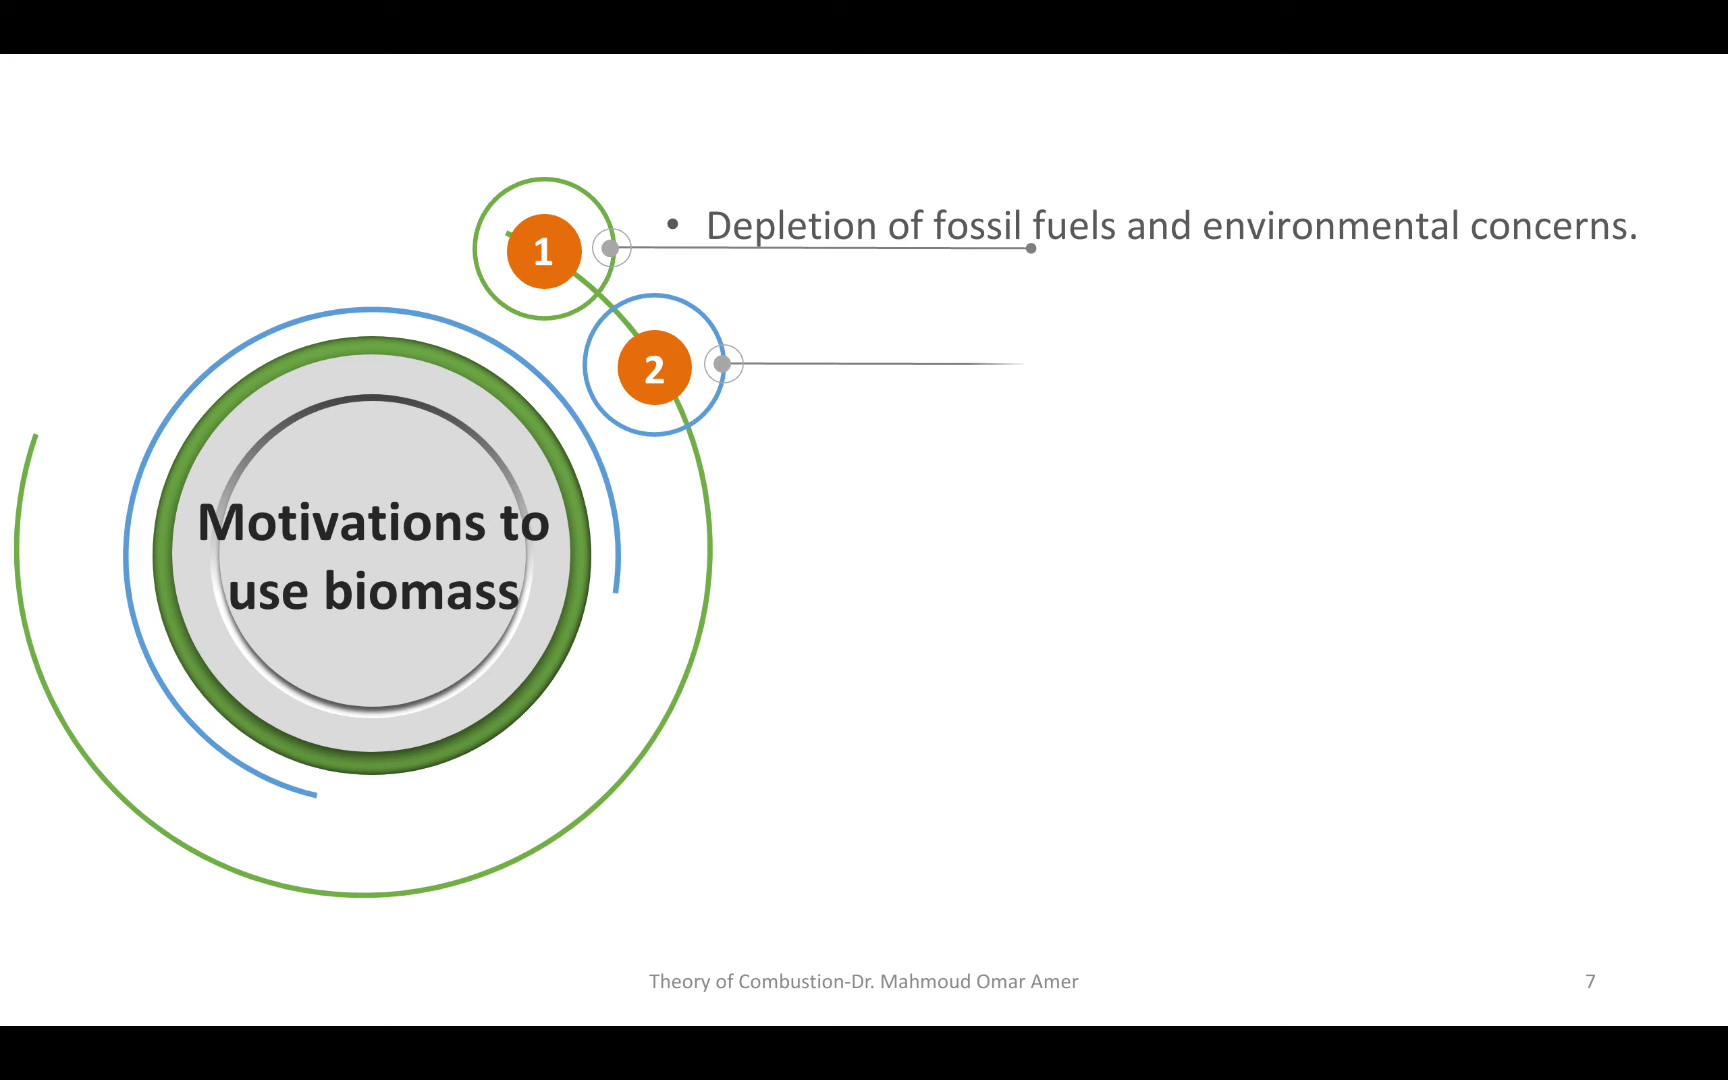 1
• Depletion of fossil fuels and environmental concerns.
2
Motivations to
use biomass
Theory of Combustion-Dr. Mahmoud Omar Amer
7